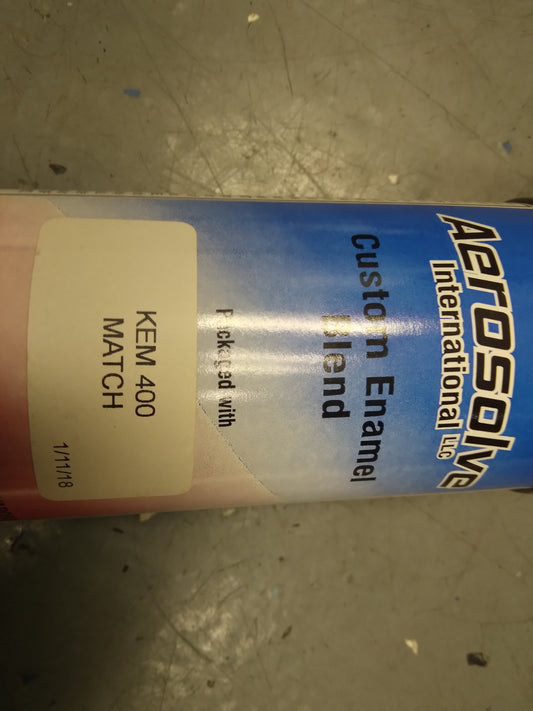 Aerosolve
International LLC
Custom Enamel
Blend
Packaged with
KEM 400
MATCH
1/11/18